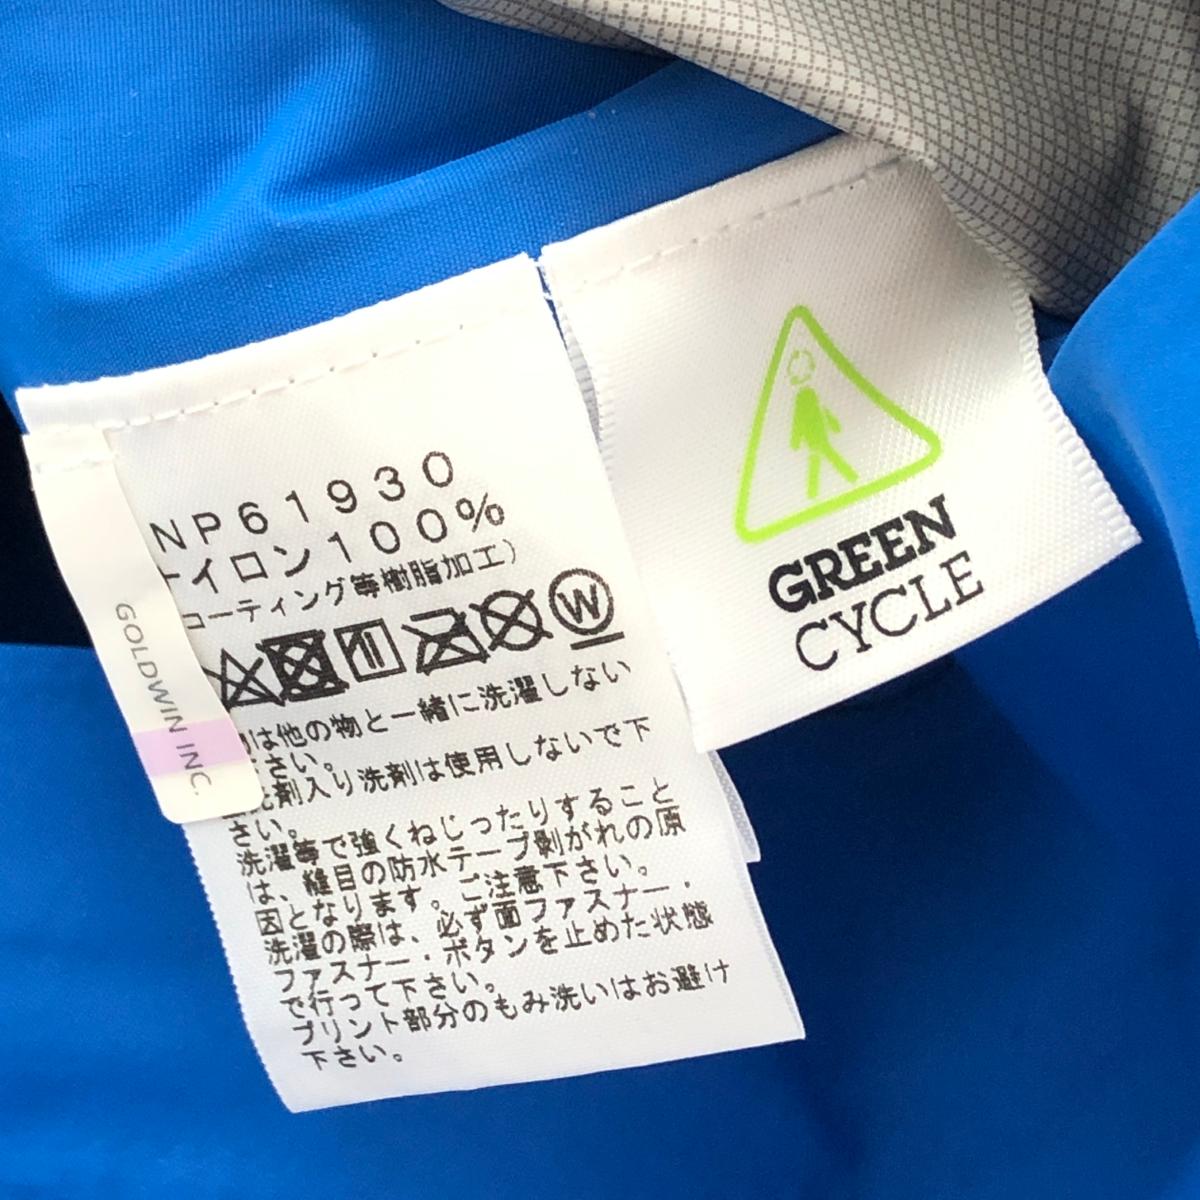 NP61930
ナイロン100%
コーティング等樹脂加工)
W
は他の物と一緒に洗濯しない
ださい。
洗剤入り洗剤は使用しないで下
さい。
洗濯等で強くねじったりすること
は、縫目の防水テープ剥がれの原
因となります。ご注意下さい。
洗濯の際は、必ず面ファスナー・
ファスナー・ボタンを止めた状態
で行って下さい。
プリント部分のもみ洗いはお避け
下さい。
GOLDWIN INC.
GREEN
CYCLE